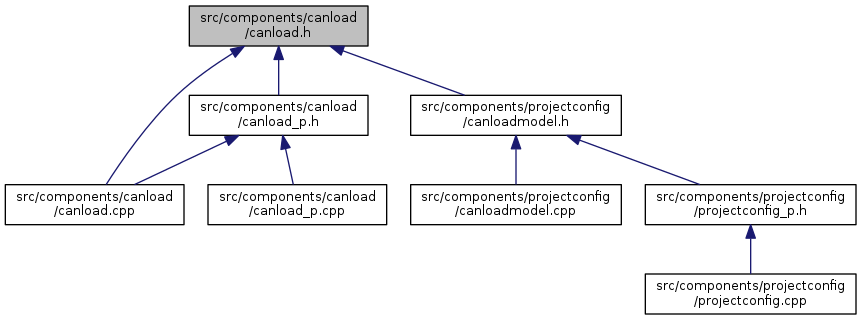 src/components/canload
/canload.h
src/components/canload
/canload_p.h
src/components/projectconfig
/canloadmodel.h
src/components/canload
/canload.cpp
src/components/canload
/canload_p.cpp
src/components/projectconfig
/canloadmodel.cpp
src/components/projectconfig
/projectconfig_p.h
src/components/projectconfig
/projectconfig.cpp